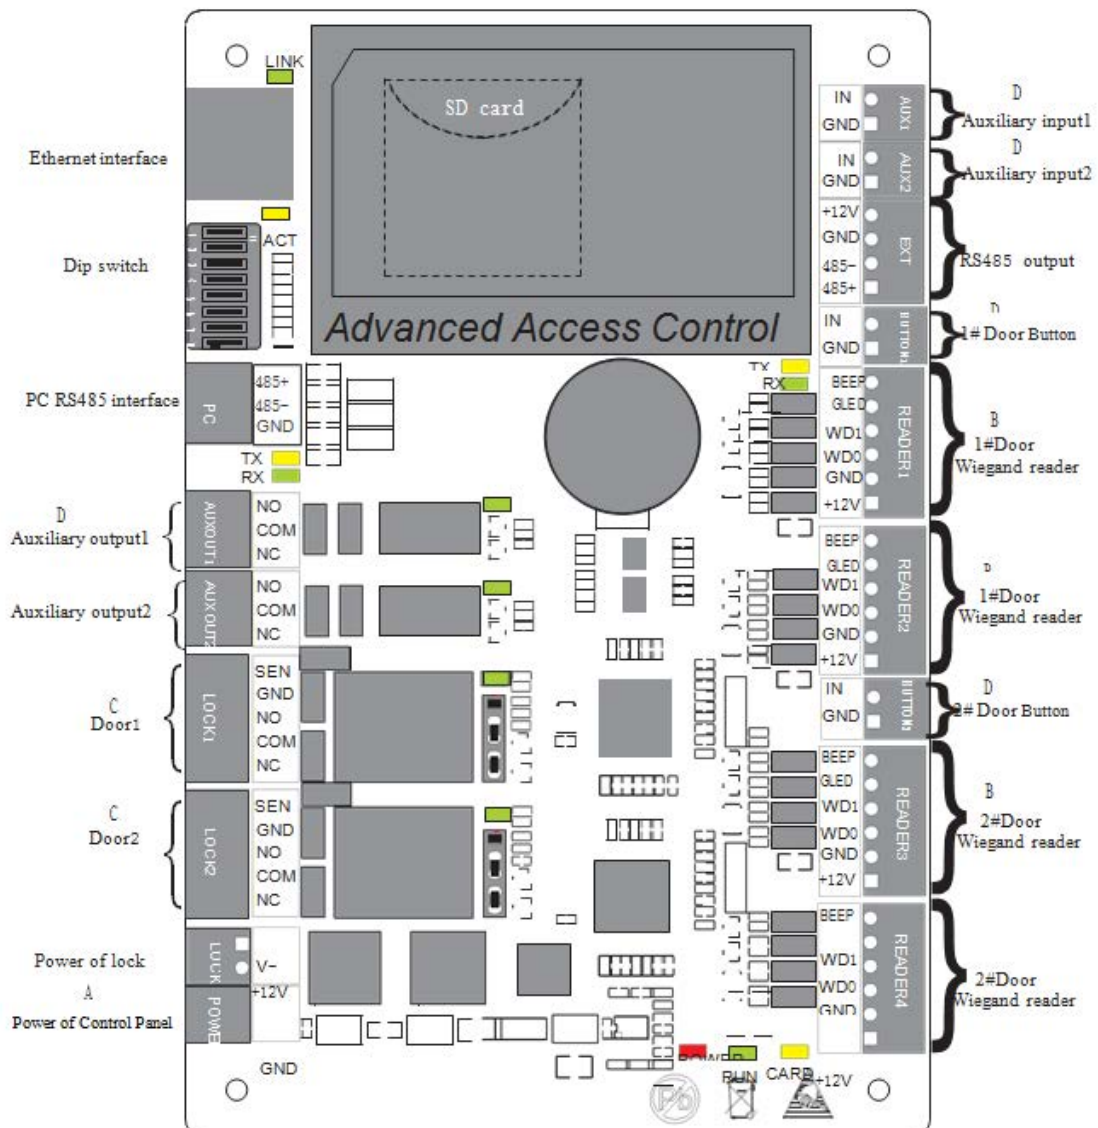 LINK
SD card
Ethernet interface
ACT
Dip switch
Advanced Access Control
PC RS485 interface
PC
485+
485-
GND
TX
RX
D
Auxiliary output1
AUXOUT1
NO
COM
NC
Auxiliary output2
AUXOUT2
NO
COM
NC
C
Door1
LOCK1
SEN
GND
NO
COM
NC
C
Door2
LOCK2
SEN
GND
NO
COM
NC
Power of lock
LOCK
V-
A
Power of Control Panel
+12V
GND
IN
GND
AUX1
D
Auxiliary input1
IN
GND
AUX2
D
Auxiliary input2
+12V
GND
485-
485+
EXT
RS485 output
IN
GND
1#Door Button
TX
RX
BEEP
GLED
WD1
WD0
GND
+12V
READER1
B
1#Door
Wiegand reader
BEEP
GLED
WD1
WD0
GND
+12V
READER2
1#Door
Wiegand reader
IN
GND
D
2# Door Button
BEEP
GLED
WD1
WD0
GND
+12V
READER3
B
2#Door
Wiegand reader
BEEP
WD1
WD0
GND
READER4
2#Door
Wiegand reader
POWER
RUN
CARD
+12V
Pb